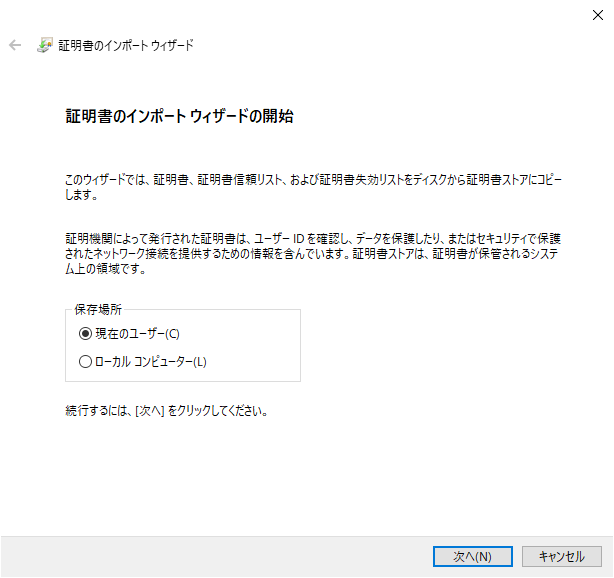 証明書のインポート ウィザード
証明書のインポート ウィザードの開始
このウィザードでは、証明書、証明書信頼リスト、および証明書失効リストをディスクから証明書ストアにコピー
します。
証明機関によって発行された証明書は、ユーザー ID を確認し、データを保護したり、またはセキュリティで保護
されたネットワーク接続を提供するための情報を含んでいます。証明書ストアは、証明書が保管されるシステ
ム上の領域です。
保存場所
現在のユーザー(C)
ローカル コンピューター(L)
続行するには、[次へ] をクリックしてください。
次へ(N)
キャンセル